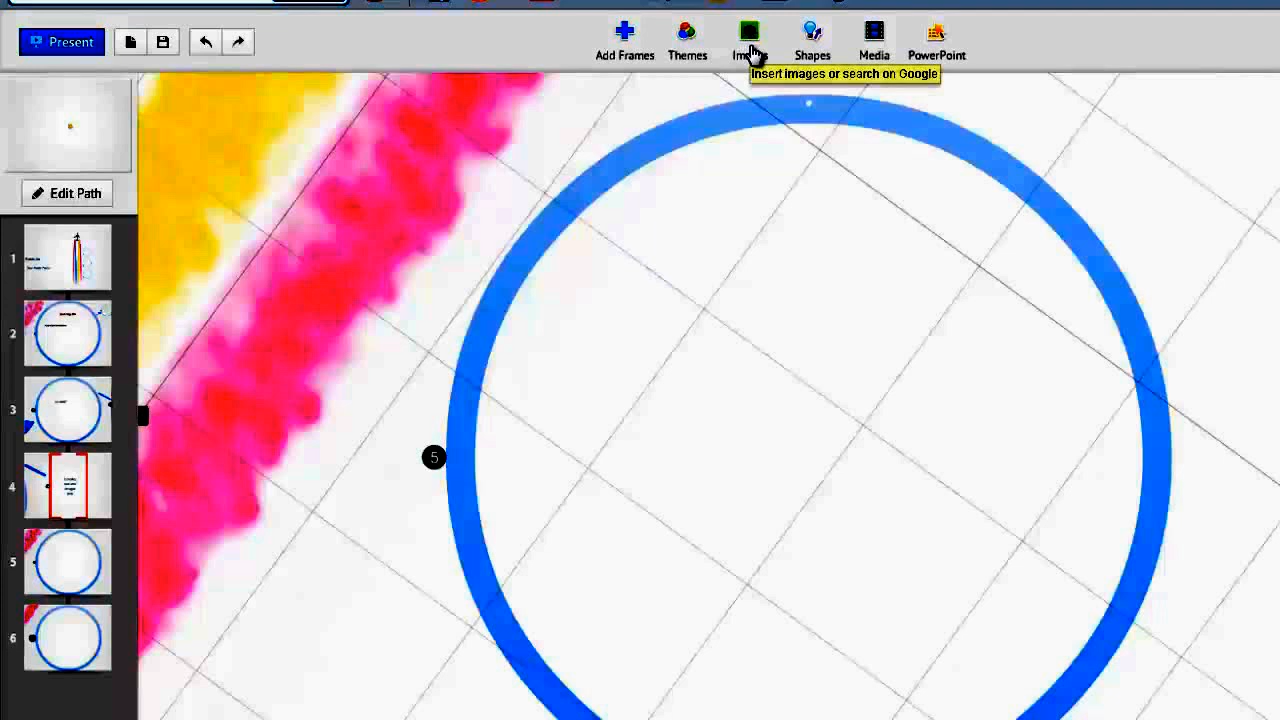 Present
Add Frames
Themes
Images
Shapes
Media
PowerPoint
Insert images or search on Google
Edit Path
1
2
3
4
5
6
5